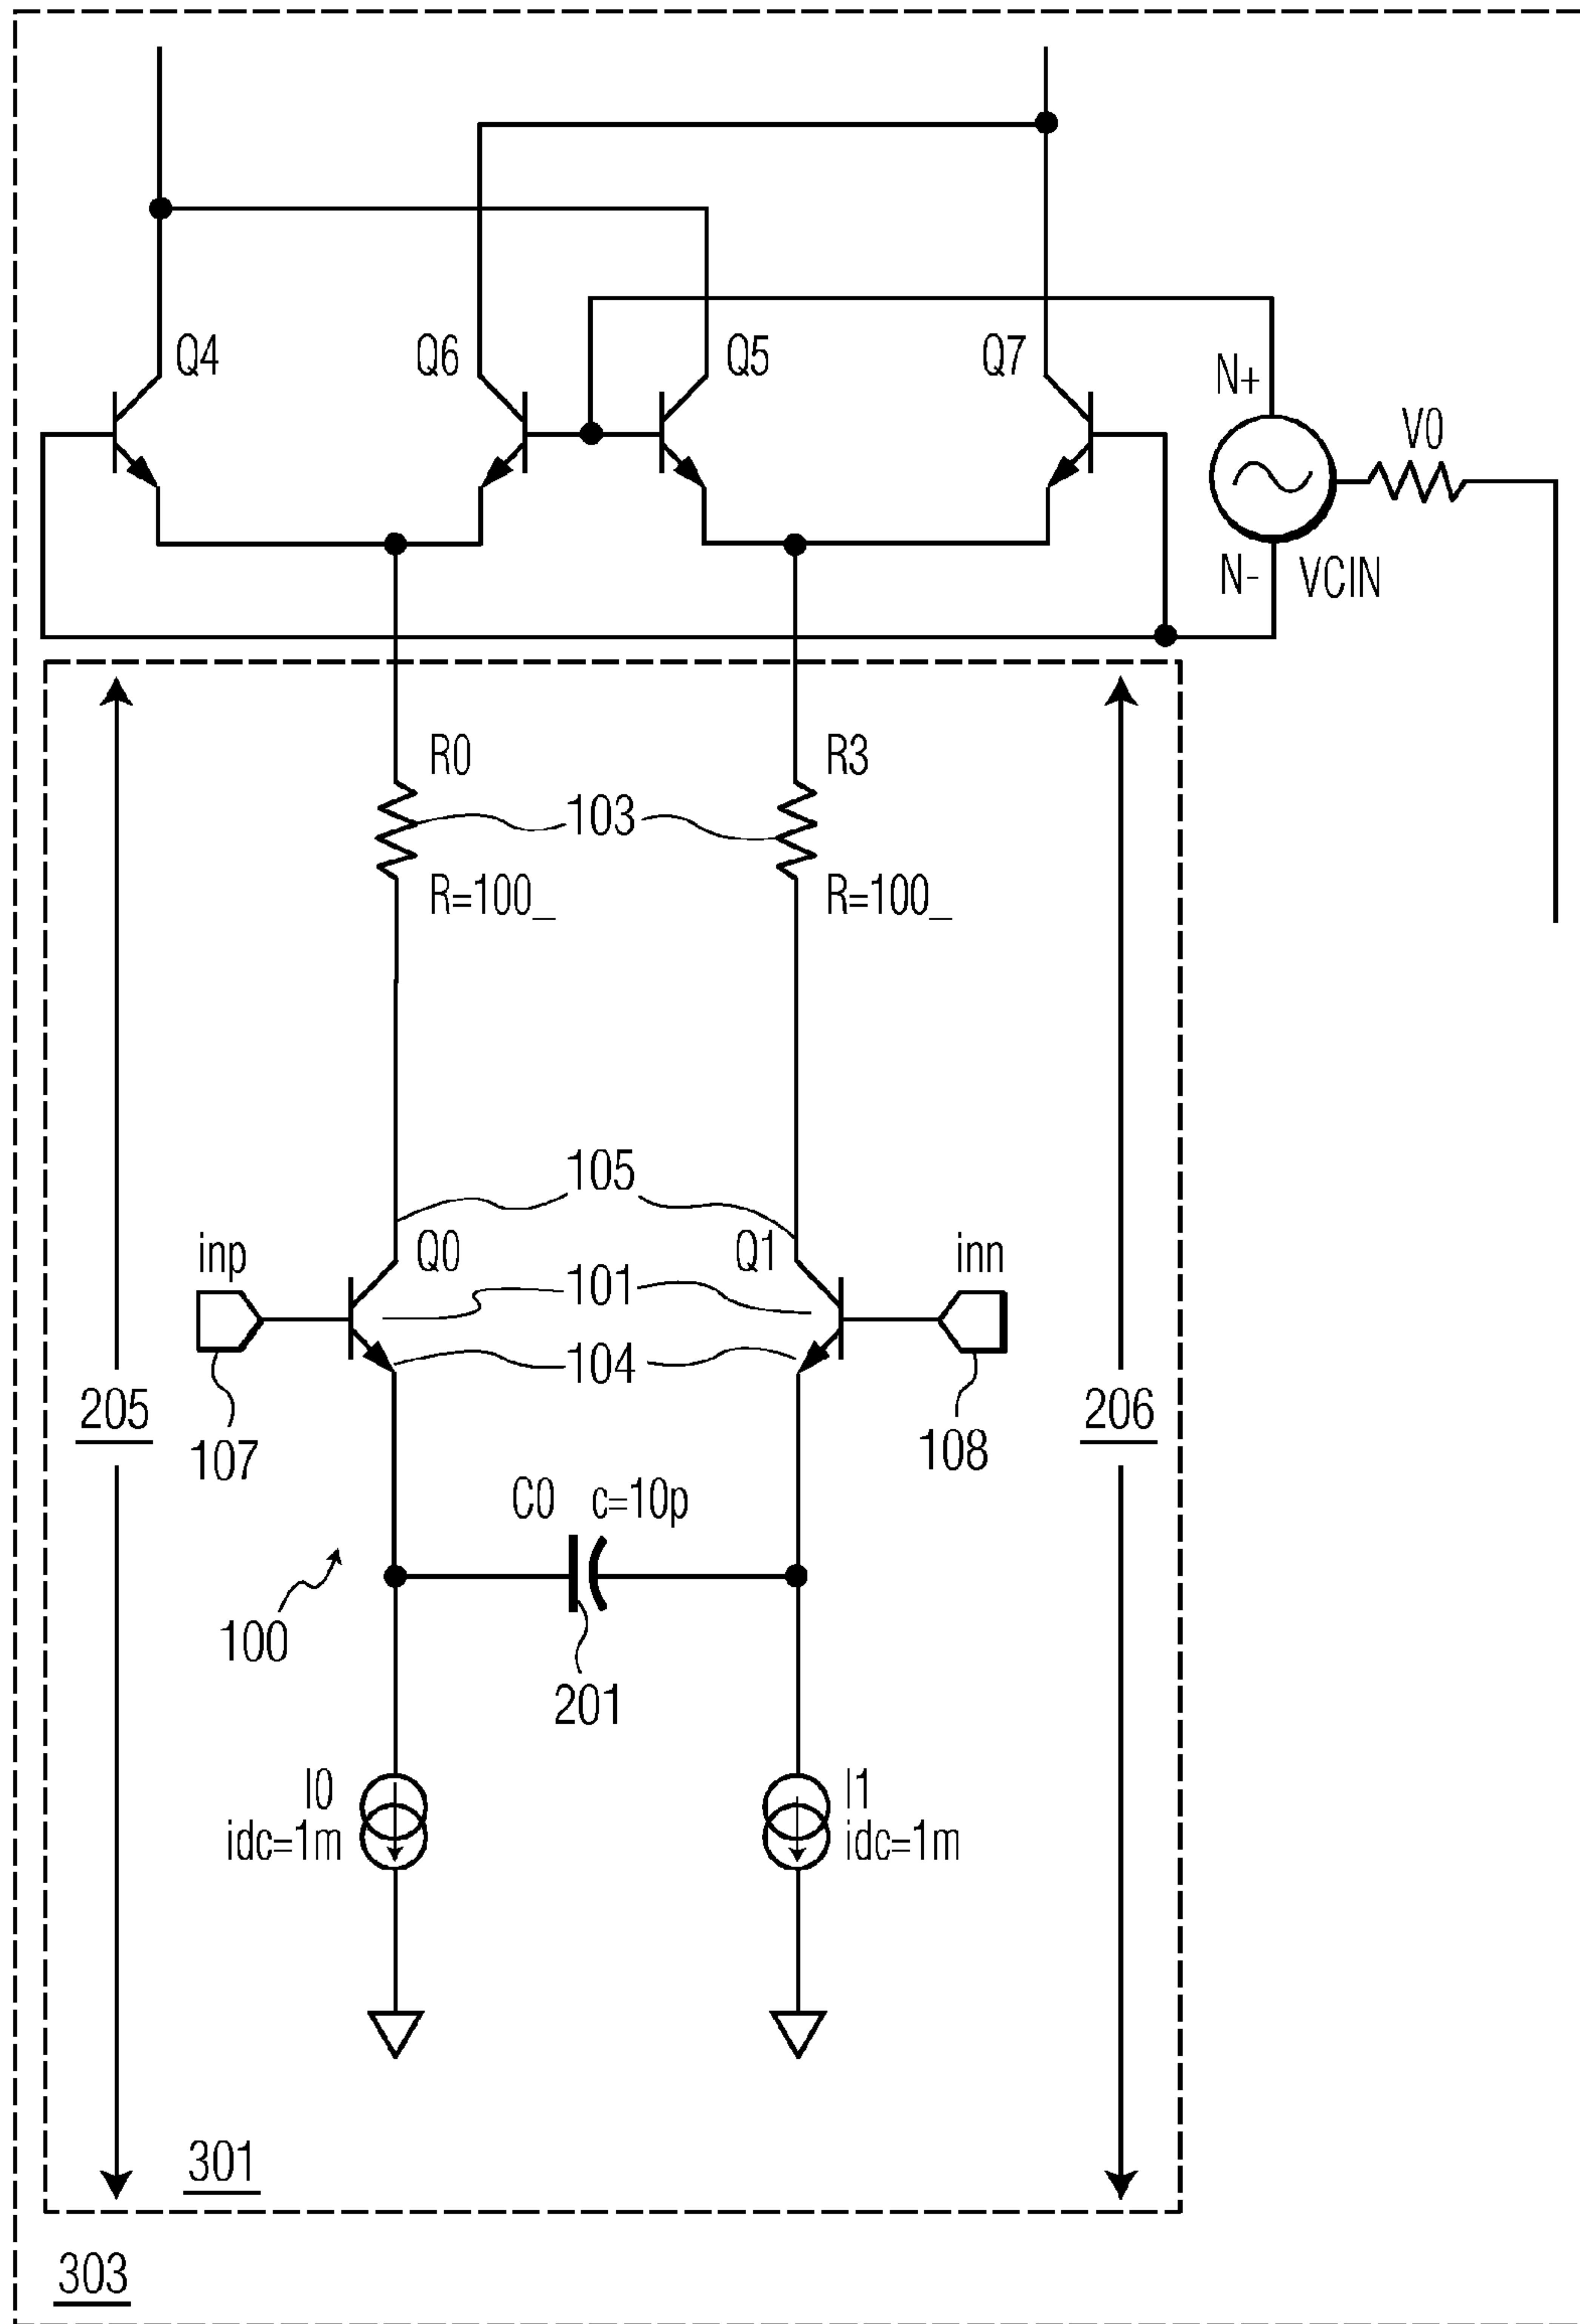 Q4
Q6
Q5
Q7
N+
V0
N-
VCIN
R0
R3
103
R=100_
R=100_
105
Q0
Q1
inp
inn
101
104
205
206
107
108
C0
c=10p
100
201
I0
I1
idc=1m
idc=1m
301
303